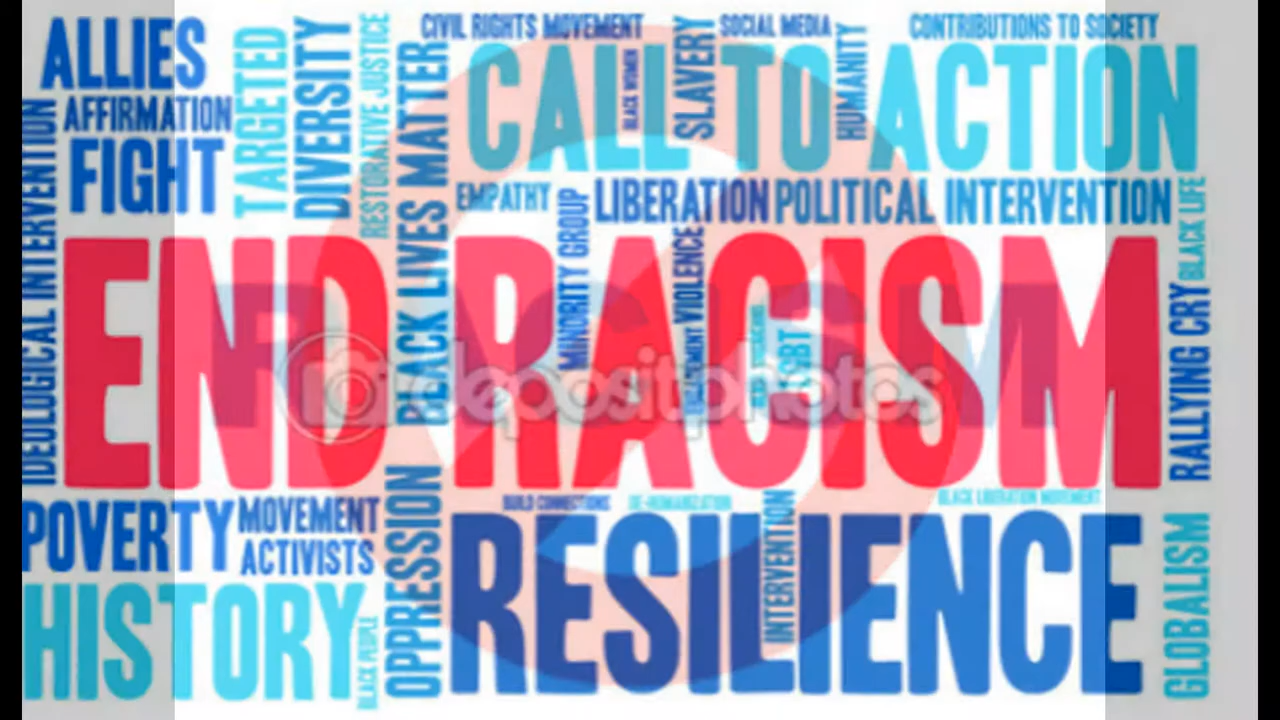 ALLIES
AFFIRMATION
FIGHT
TARGETED
DIVERSITY
RESTORATIVE JUSTICE
CIVIL RIGHTS MOVEMENT
SOCIAL MEDIA
CONTRIBUTIONS TO SOCIETY
CALL TO ACTION
BLACK WOMEN
SLAVERY
HUMANITY
IDEOLOGICAL INTERVENTION
BLACK LIVES MATTER
EMPATHY
LIBERATION
POLITICAL INTERVENTION
MINORITY GROUP
VIOLENCE
BLACK LIFE
END RACISM
LGBT
depositphotos
RALLYING CRY
POVERTY
MOVEMENT
ACTIVISTS
HISTORY
BLACK PEOPLE
OPPRESSION
BUILD CONNECTIONS
DE-HUMANIZATION
BLACK LIBERATION MOVEMENT
RESILIENCE
INTERVENTION
GLOBALISM